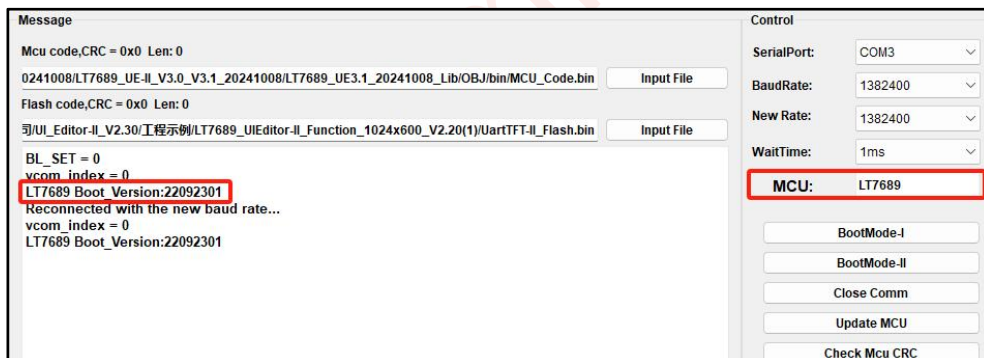 Message
Mcu code,CRC = 0x0 Len: 0
0241008/LT7689_UE-II_V3.0_V3.1_20241008/LT7689_UE3.1_20241008_Lib/OBJ/bin/MCU_Code.bin Input File
Flash code,CRC = 0x0 Len: 0
司/UI_Editor-II_V2.30/工程示例/LT7689_UIEditor-II_Function_1024x600_V2.20(1)/UartTFT-II_Flash.bin Input File
BL_SET = 0
vcom_index = 0
LT7689 Boot_Version:22092301
Reconnected with the new baud rate...
vcom_index = 0
LT7689 Boot_Version:22092301
Control
SerialPort: COM3
BaudRate: 1382400
New Rate: 1382400
WaitTime: 1ms
MCU: LT7689
BootMode-I
BootMode-II
Close Comm
Update MCU
Check Mcu CRC